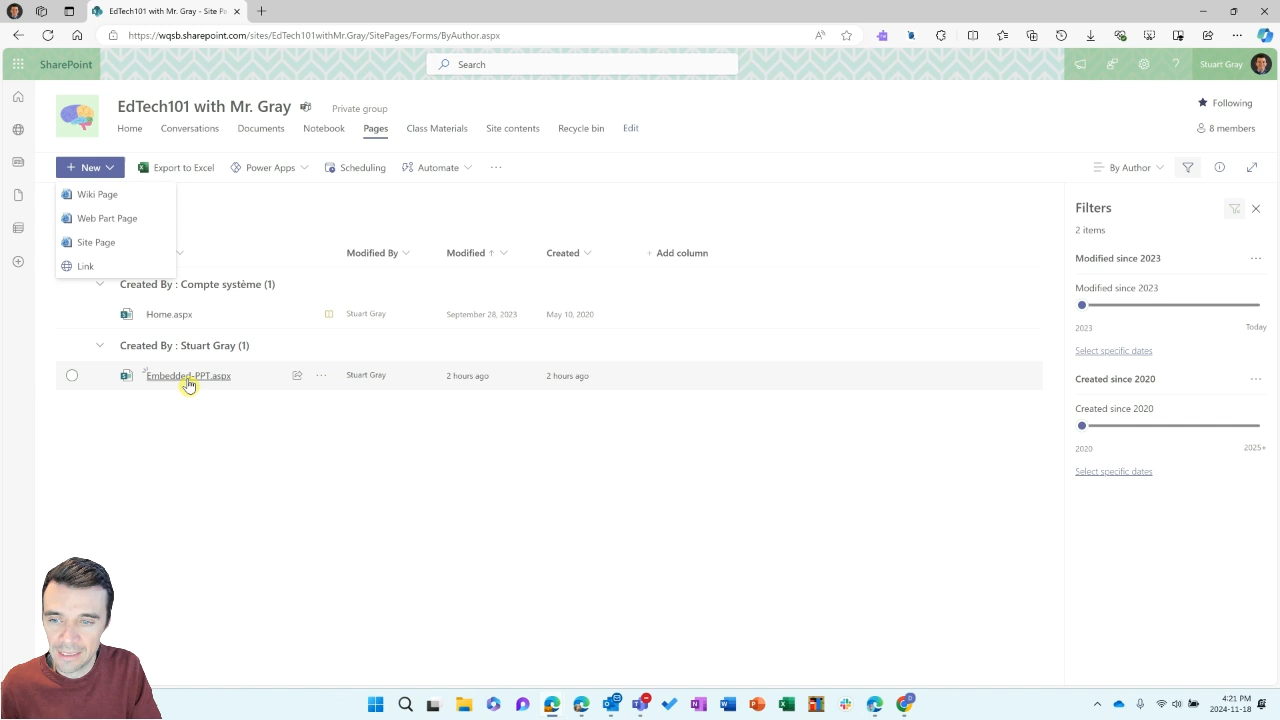 EdTech101 with Mr. Gray - Site Pa
https://wqsb.sharepoint.com/sites/EdTech101withMr.Gray/SitePages/Forms/ByAuthor.aspx
SharePoint
Search
Stuart Gray
EdTech101 with Mr. Gray
Private group
Following
Home Conversations Documents Notebook Pages Class Materials Site contents Recycle bin Edit
8 members
+ New
Export to Excel
Power Apps
Scheduling
Automate
···
By Author
Wiki Page
Web Part Page
Site Page
Link
Modified By Modified ↑ Created + Add column
Created By : Compte système (1)
Home.aspx Stuart Gray September 28, 2023 May 10, 2020
Created By : Stuart Gray (1)
Embedded-PPT.aspx ··· Stuart Gray 2 hours ago 2 hours ago
Filters
2 items
Modified since 2023 ···
Modified since 2023
2023 Today
Select specific dates
Created since 2020 ···
Created since 2020
2020 2025+
Select specific dates
4:21 PM
2024-11-18